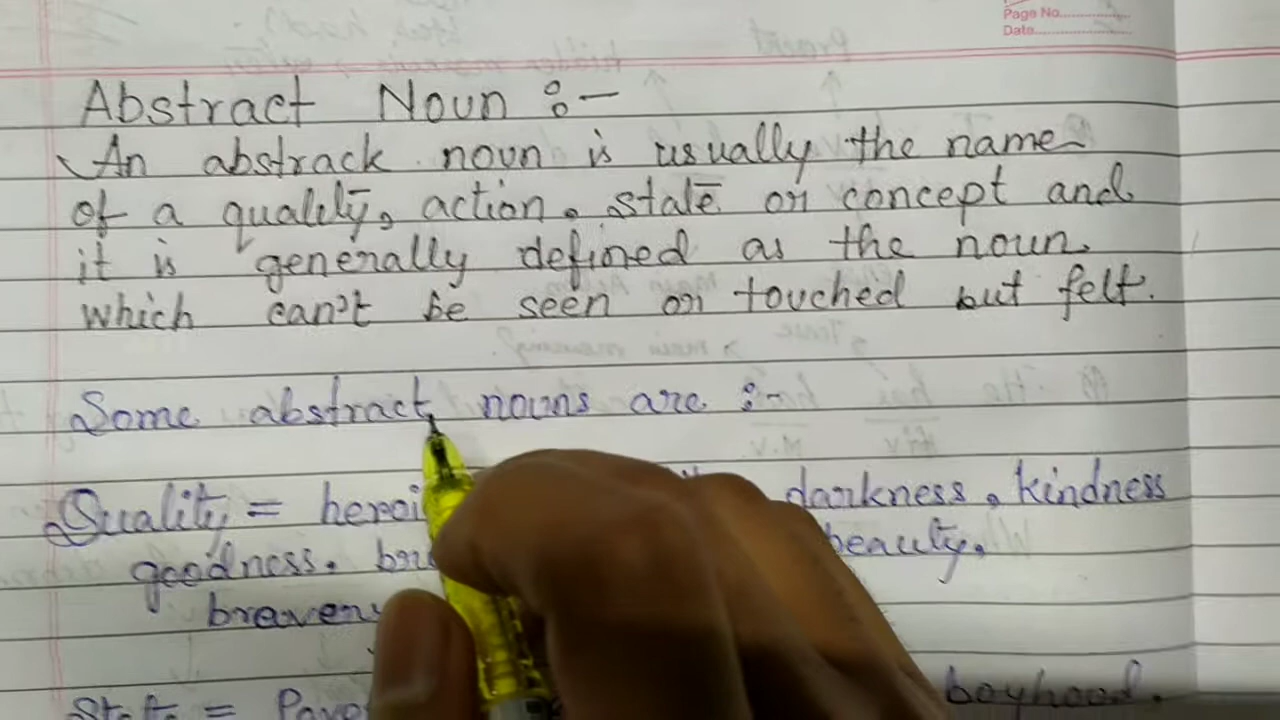 Page No.
Date
Abstract Noun :-
An abstrack noun is usually the name
of a quality, action, state or concept and
it is generally defined as the noun
which can't be seen or touched but felt.
Some abstract nouns are :-
Quality = darkness, kindness
goodness, beauty,
bravery
State = boyhood.